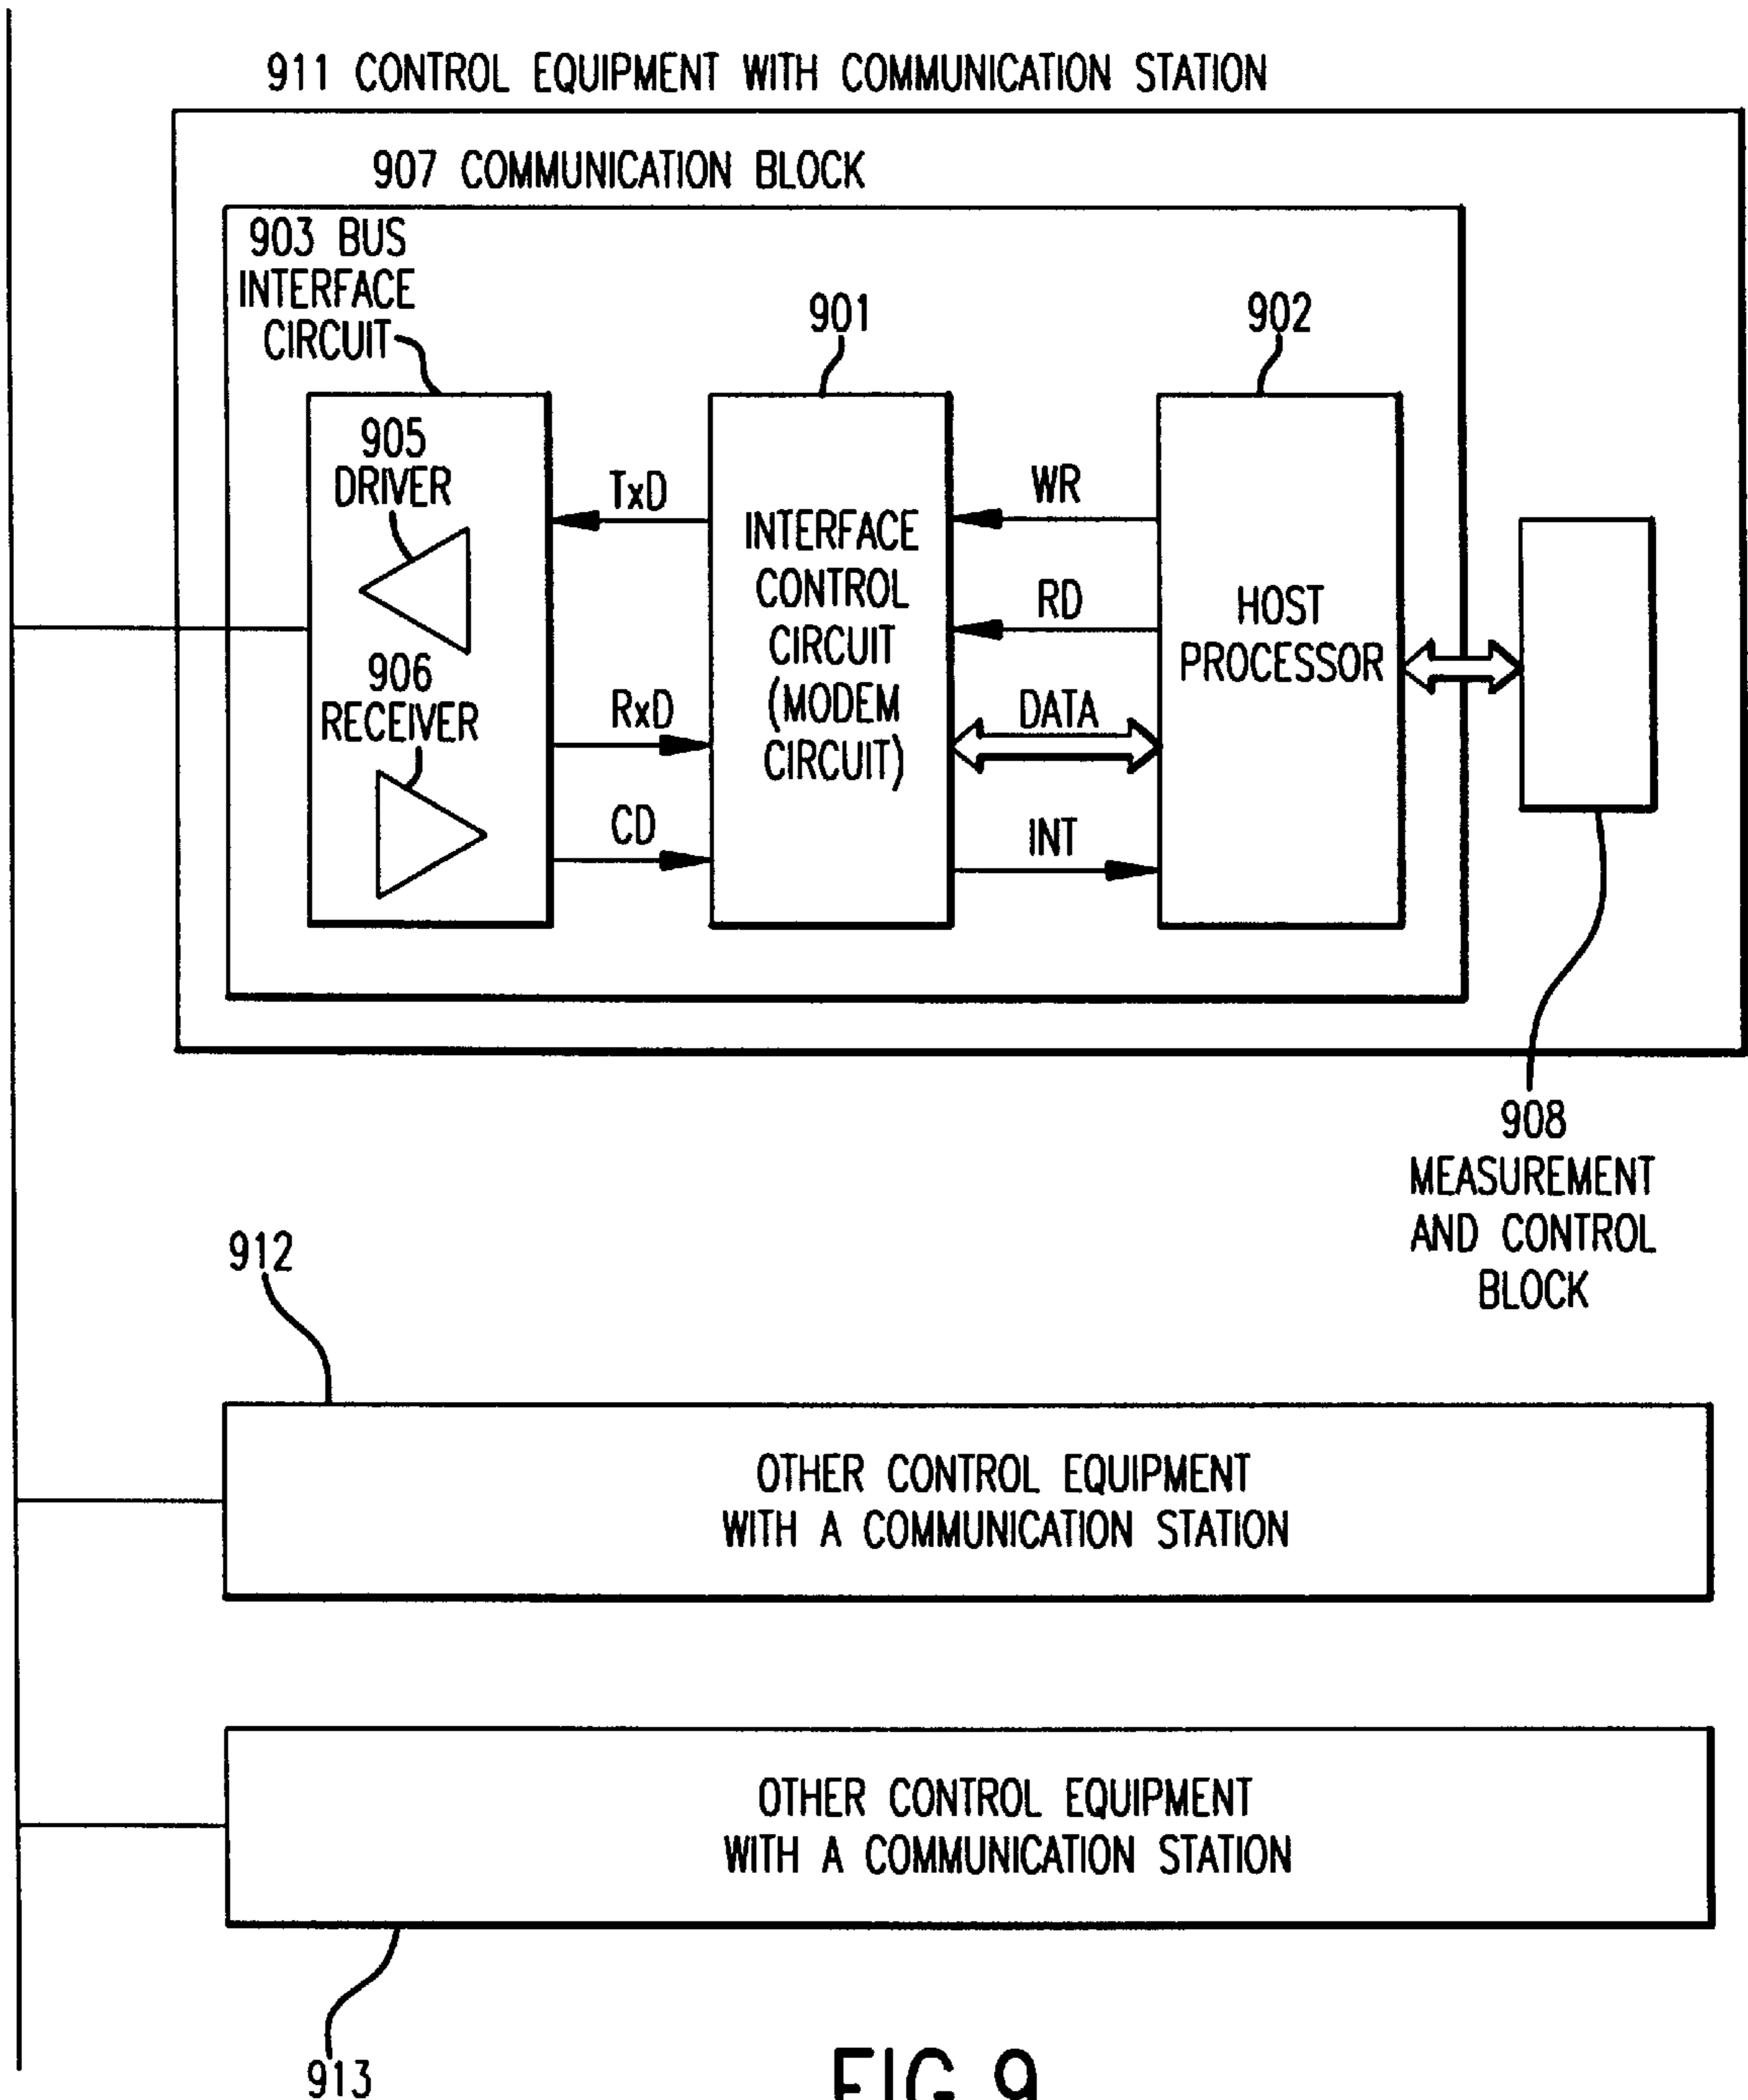 911 CONTROL EQUIPMENT WITH COMMUNICATION STATION
907 COMMUNICATION BLOCK
903 BUS
INTERFACE
CIRCUIT
901
902
905
DRIVER
906
RECEIVER
TxD
RxD
CD
INTERFACE
CONTROL
CIRCUIT
(MODEM
CIRCUIT)
WR
RD
DATA
INT
HOST
PROCESSOR
908
MEASUREMENT
AND CONTROL
BLOCK
912
OTHER CONTROL EQUIPMENT
WITH A COMMUNICATION STATION
OTHER CONTROL EQUIPMENT
WITH A COMMUNICATION STATION
913
FIG.9